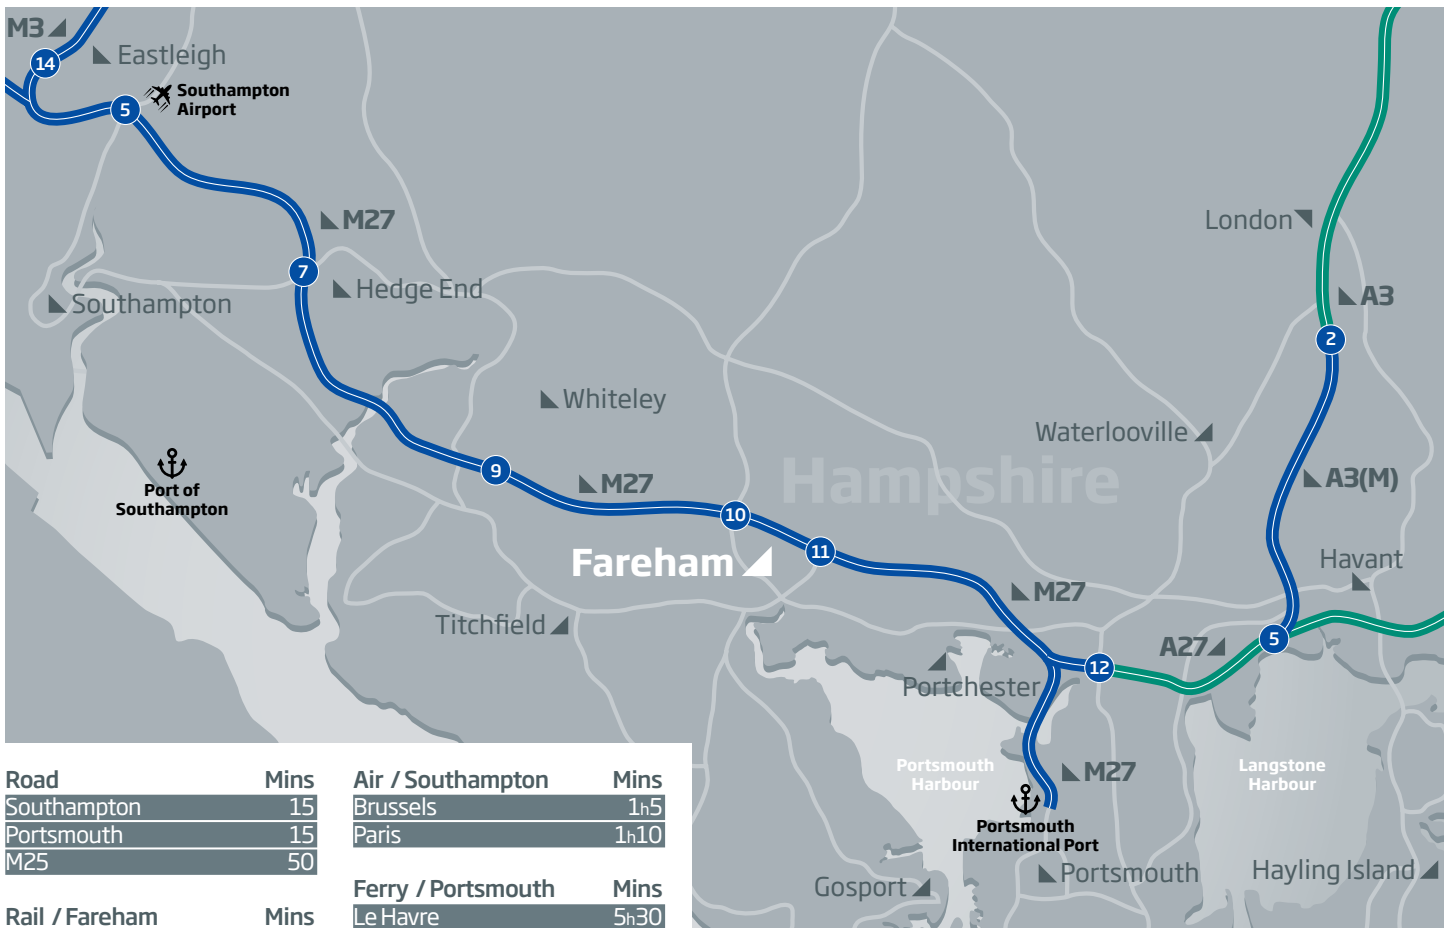 M3
14
Eastleigh
5
Southampton
Airport
M27
London
7
Hedge End
Southampton
A3
2
Whiteley
Waterlooville
Port of
Southampton
9
M27
Hampshire
A3(M)
10
11
Fareham
Havant
M27
Titchfield
A27
5
12
Portchester
Portsmouth
Harbour
Langstone
Harbour
M27
Portsmouth
International Port
Gosport
Portsmouth
Hayling Island
Road Mins
Southampton 15
Portsmouth 15
M25 50
Rail / Fareham Mins
Air / Southampton Mins
Brussels 1h5
Paris 1h10
Ferry / Portsmouth Mins
Le Havre 5h30